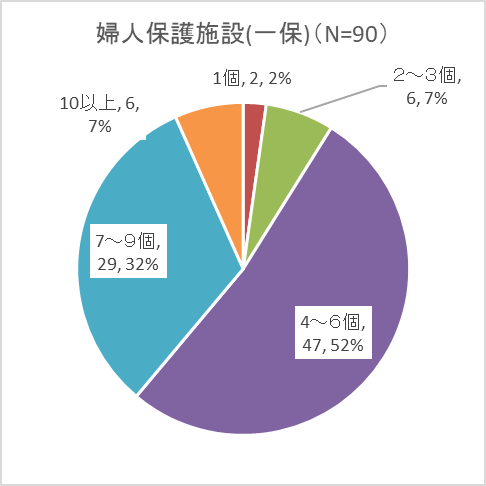 婦人保護施設(一保)（N=90）
1個, 2, 2%
２～３個,
6, 7%
10以上, 6,
7%
7～９個,
29, 32%
4～６個,
47, 52%